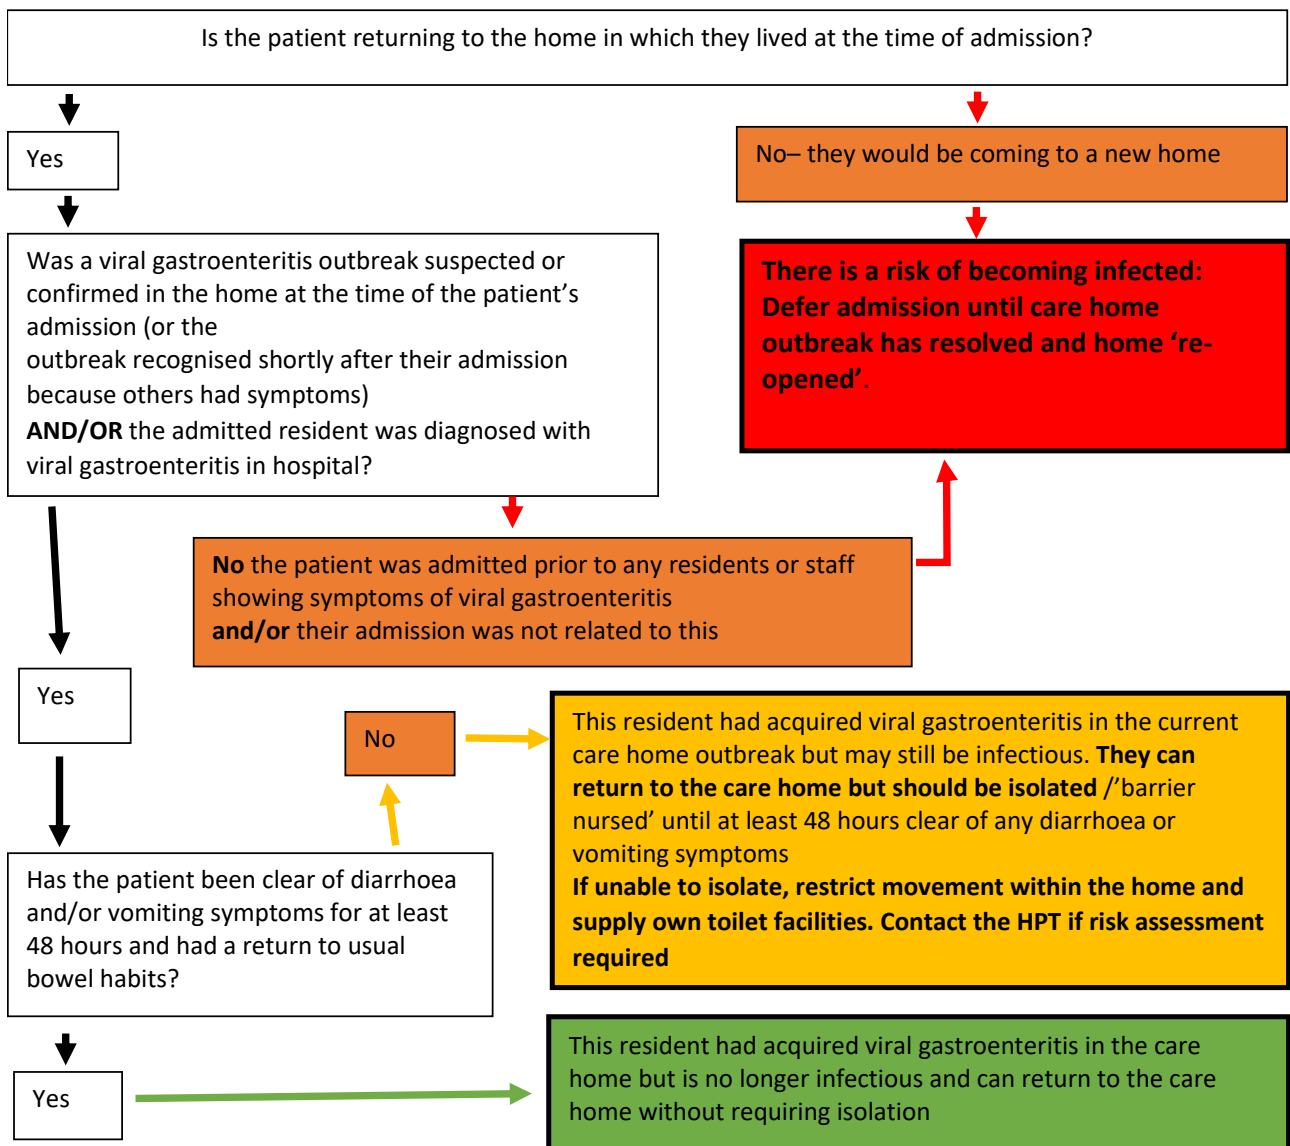 Is the patient returning to the home in which they lived at the time of admission?
Yes
No– they would be coming to a new home
Was a viral gastroenteritis outbreak suspected or
confirmed in the home at the time of the patient’s
admission (or the
outbreak recognised shortly after their admission
because others had symptoms)
AND/OR the admitted resident was diagnosed with
viral gastroenteritis in hospital?
There is a risk of becoming infected:
Defer admission until care home
outbreak has resolved and home ‘re-
opened’.
No the patient was admitted prior to any residents or staff
showing symptoms of viral gastroenteritis
and/or their admission was not related to this
Yes
No
This resident had acquired viral gastroenteritis in the current
care home outbreak but may still be infectious. They can
return to the care home but should be isolated /’barrier
nursed’ until at least 48 hours clear of any diarrhoea or
vomiting symptoms
If unable to isolate, restrict movement within the home and
supply own toilet facilities. Contact the HPT if risk assessment
required
Has the patient been clear of diarrhoea
and/or vomiting symptoms for at least
48 hours and had a return to usual
bowel habits?
Yes
This resident had acquired viral gastroenteritis in the care
home but is no longer infectious and can return to the care
home without requiring isolation